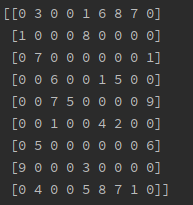 [[0 3 0 0 1 6 8 7 0]
[1 0 0 0 8 0 0 0 0]
[0 7 0 0 0 0 0 0 1]
[0 0 6 0 0 1 5 0 0]
[0 0 7 5 0 0 0 0 9]
[0 0 1 0 0 4 2 0 0]
[0 5 0 0 0 0 0 0 6]
[9 0 0 0 3 0 0 0 0]
[0 4 0 0 5 8 7 1 0]]